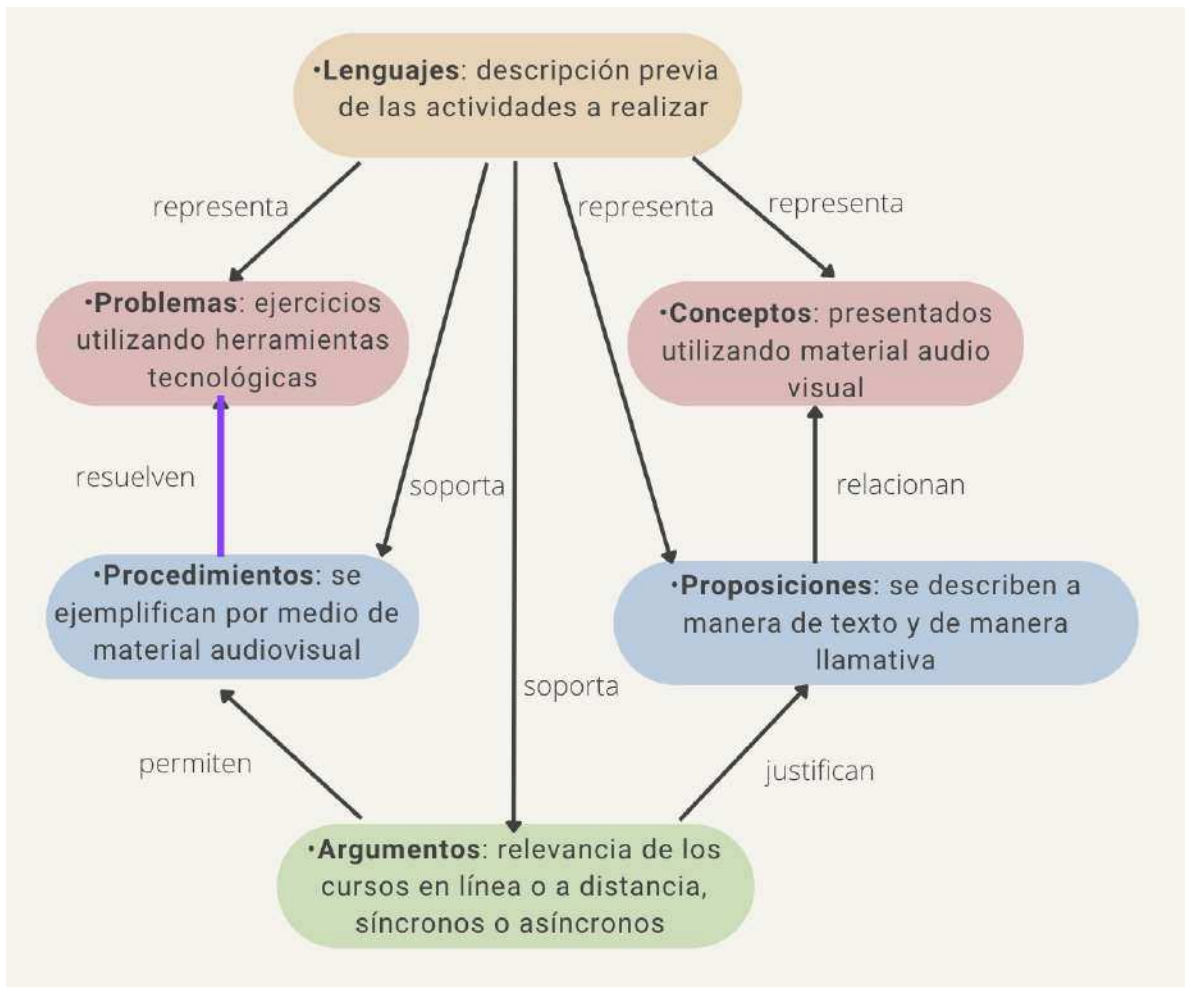 ·Lenguajes: descripción previa
de las actividades a realizar
representa
representa
representa
·Problemas: ejercicios
utilizando herramientas
tecnológicas
·Conceptos: presentados
utilizando material audio
visual
resuelven
soporta
relacionan
·Procedimientos: se
ejemplifican por medio de
material audiovisual
·Proposiciones: se describen a
manera de texto y de manera
llamativa
soporta
permiten
justifican
·Argumentos: relevancia de los
cursos en línea o a distancia,
síncronos o asíncronos